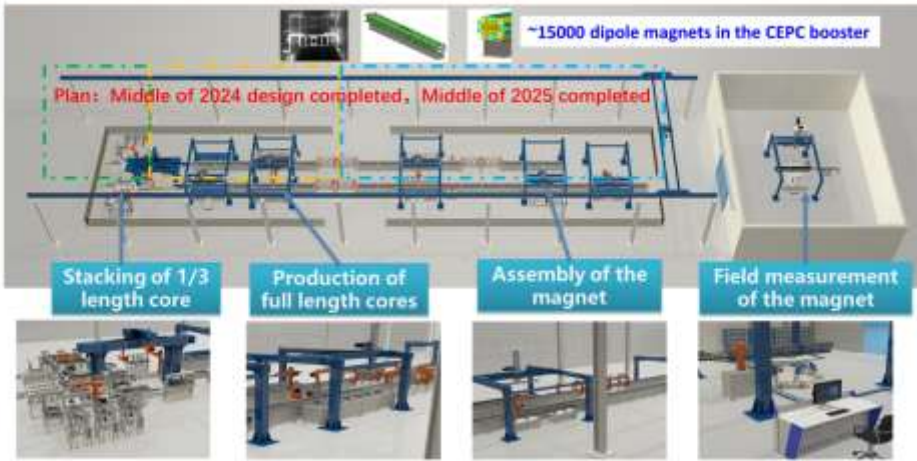 ~15000 dipole magnets in the CEPC booster
Plan：Middle of 2024 design completed，Middle of 2025 completed
Stacking of 1/3
length core
Production of
full length cores
Assembly of the
magnet
Field measurement
of the magnet